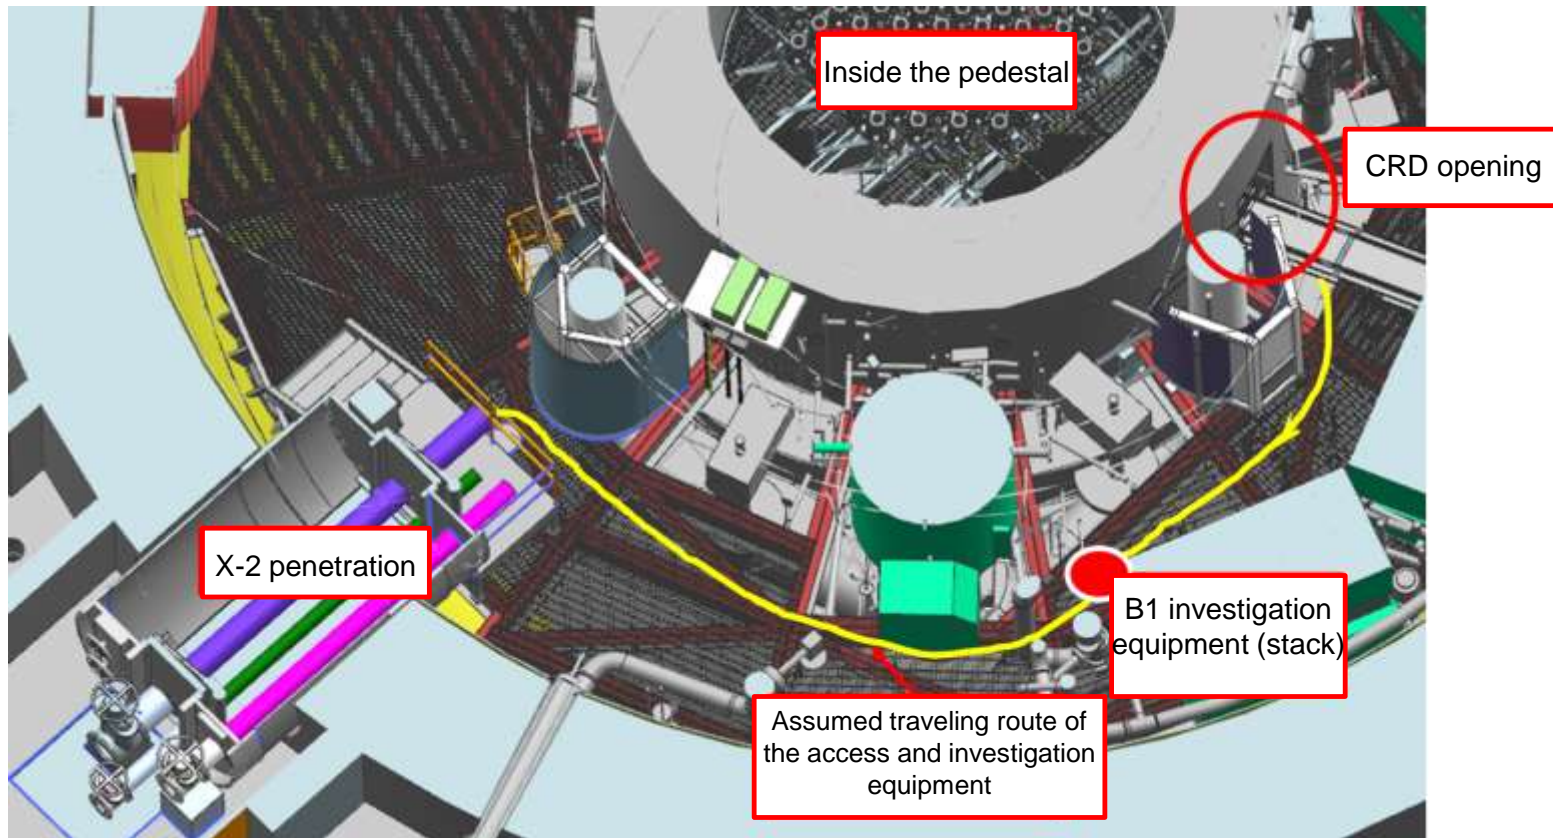 Inside the pedestal
CRD opening
X-2 penetration
B1 investigation
equipment (stack)
Assumed traveling route of
the access and investigation
equipment